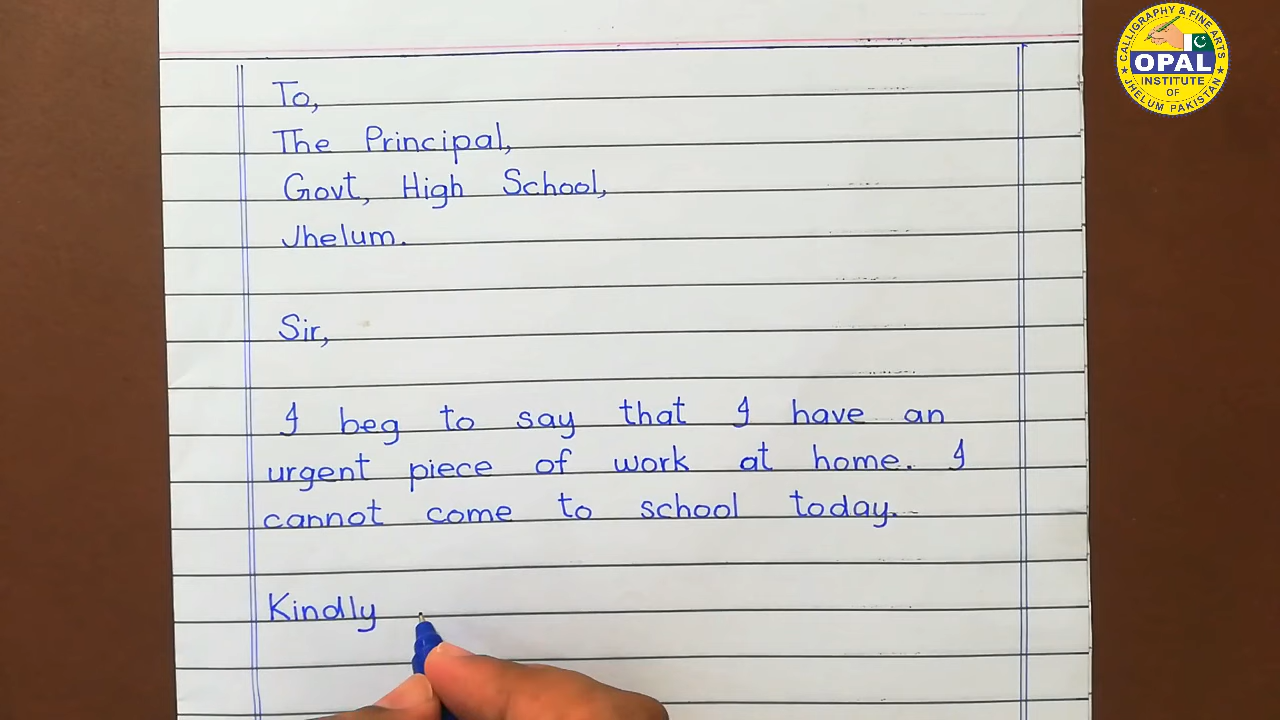 To,
The Principal,
Govt, High School,
Jhelum.
Sir,
I beg to say that I have an
urgent piece of work at home. I
cannot come to school today.
Kindly
CALLIGRAPHY & FINE ARTS
OPAL
INSTITUTE
OF
JHELUM PAKISTAN